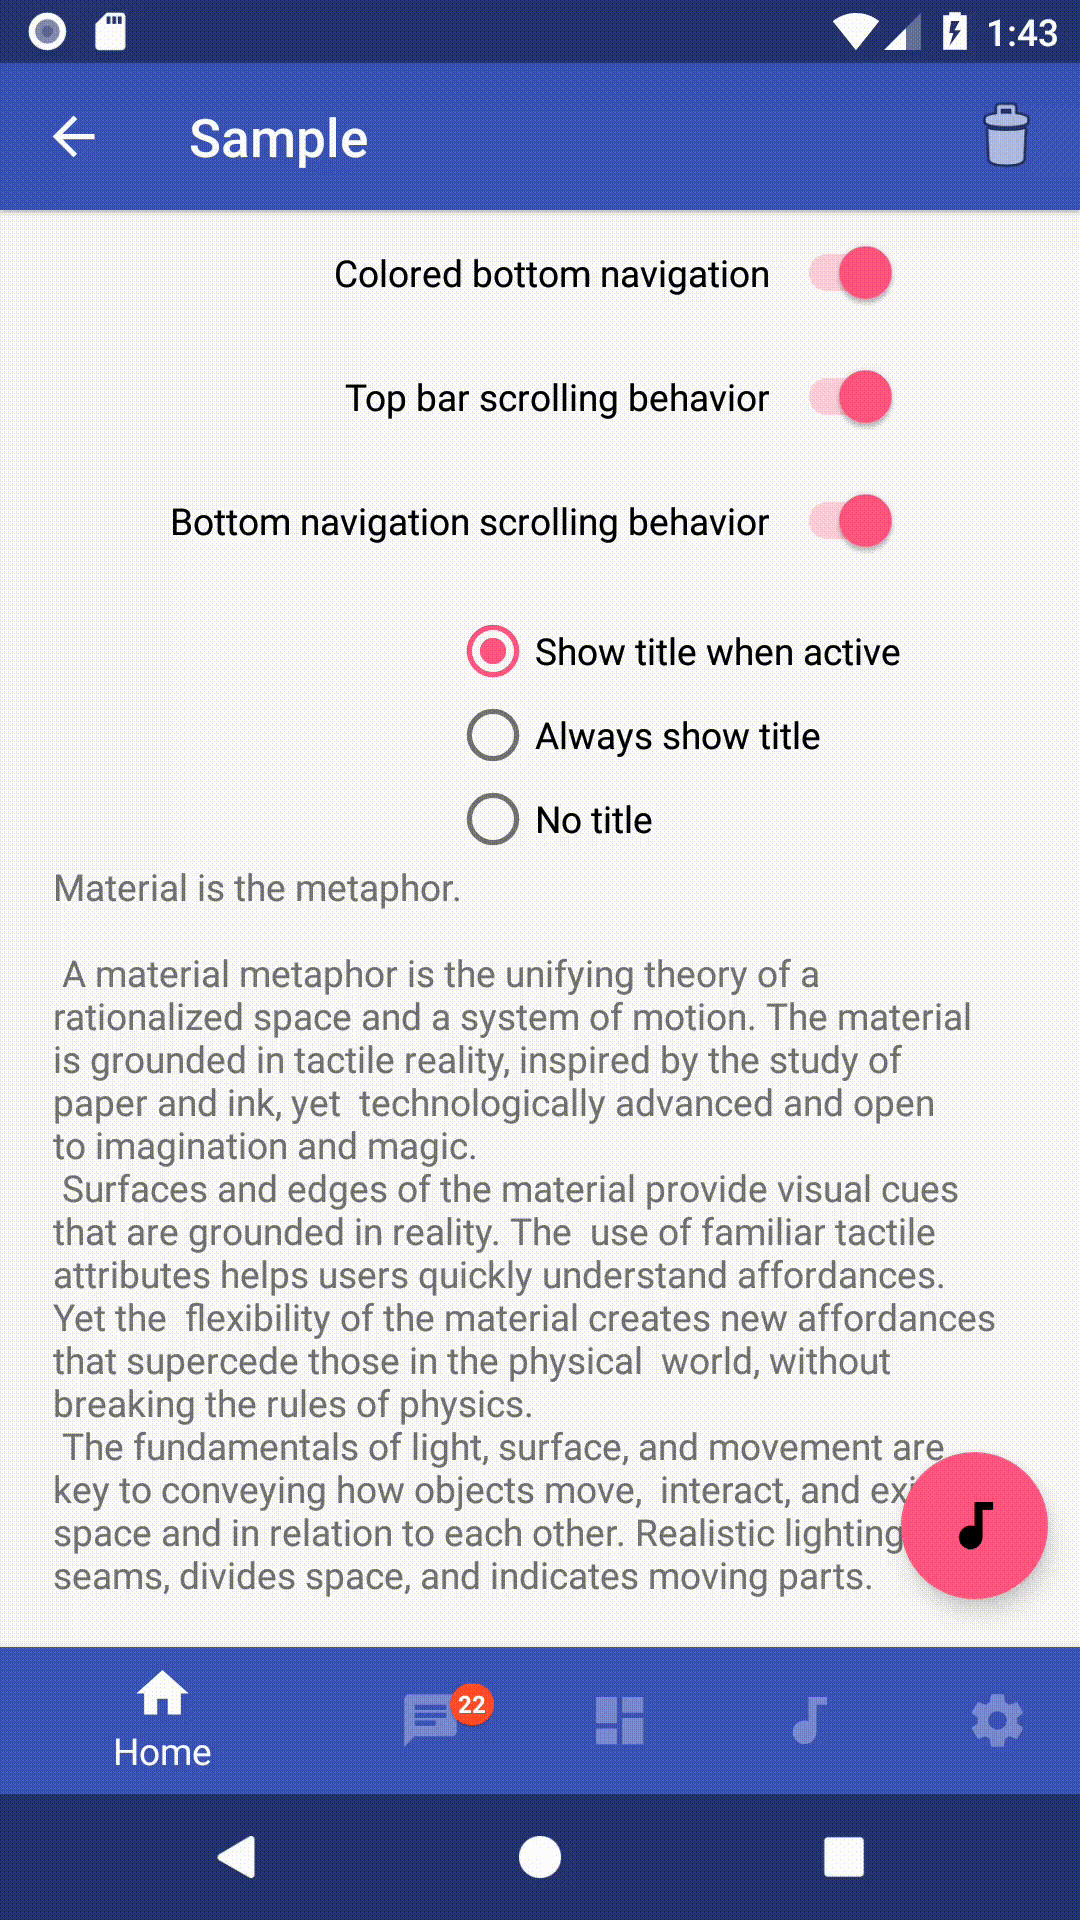 1:43
Sample
Colored bottom navigation
Top bar scrolling behavior
Bottom navigation scrolling behavior
Show title when active
Always show title
No title
Material is the metaphor.
A material metaphor is the unifying theory of a
rationalized space and a system of motion. The material
is grounded in tactile reality, inspired by the study of
paper and ink, yet  technologically advanced and open
to imagination and magic.
Surfaces and edges of the material provide visual cues
that are grounded in reality. The  use of familiar tactile
attributes helps users quickly understand affordances.
Yet the  flexibility of the material creates new affordances
that supercede those in the physical  world, without
breaking the rules of physics.
The fundamentals of light, surface, and movement are
key to conveying how objects move,  interact, and
space and in relation to each other. Realistic lighting
seams, divides space, and indicates moving parts.
22
Home